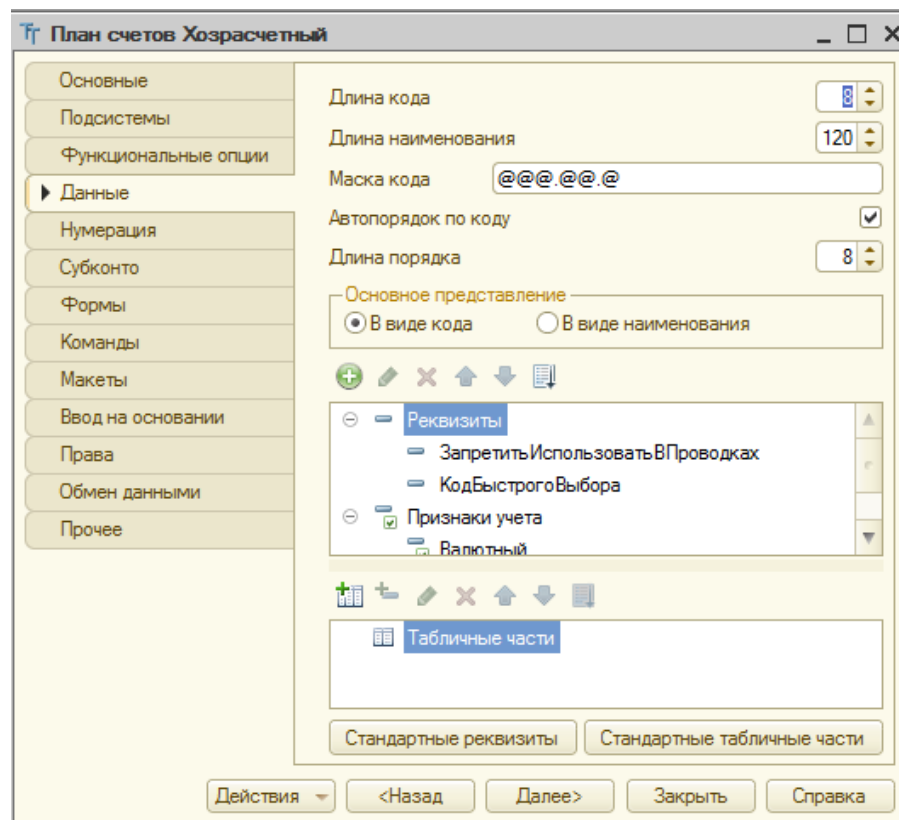 План счетов Хозрасчетный
Основные
Подсистемы
Функциональные опции
Данные
Нумерация
Субконто
Формы
Команды
Макеты
Ввод на основании
Права
Обмен данными
Прочее
Длина кода 8
Длина наименования 120
Маска кода @@@.@@.@
Автопорядок по коду
Длина порядка 8
Основное представление
В виде кода В виде наименования
Реквизиты
ЗапретитьИспользоватьВПроводках
КодБыстрогоВыбора
Признаки учета
Валютный
Табличные части
Стандартные реквизиты Стандартные табличные части
Действия <Назад Далее> Закрыть Справка